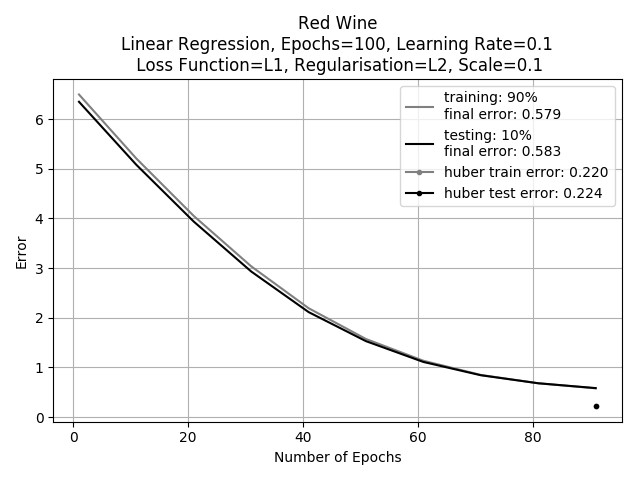 Red Wine
Linear Regression, Epochs=100, Learning Rate=0.1
Loss Function=L1, Regularisation=L2, Scale=0.1
training: 90%
final error: 0.579
testing: 10%
final error: 0.583
huber train error: 0.220
huber test error: 0.224
Error
6
5
4
3
2
1
0
0 20 40 60 80
Number of Epochs